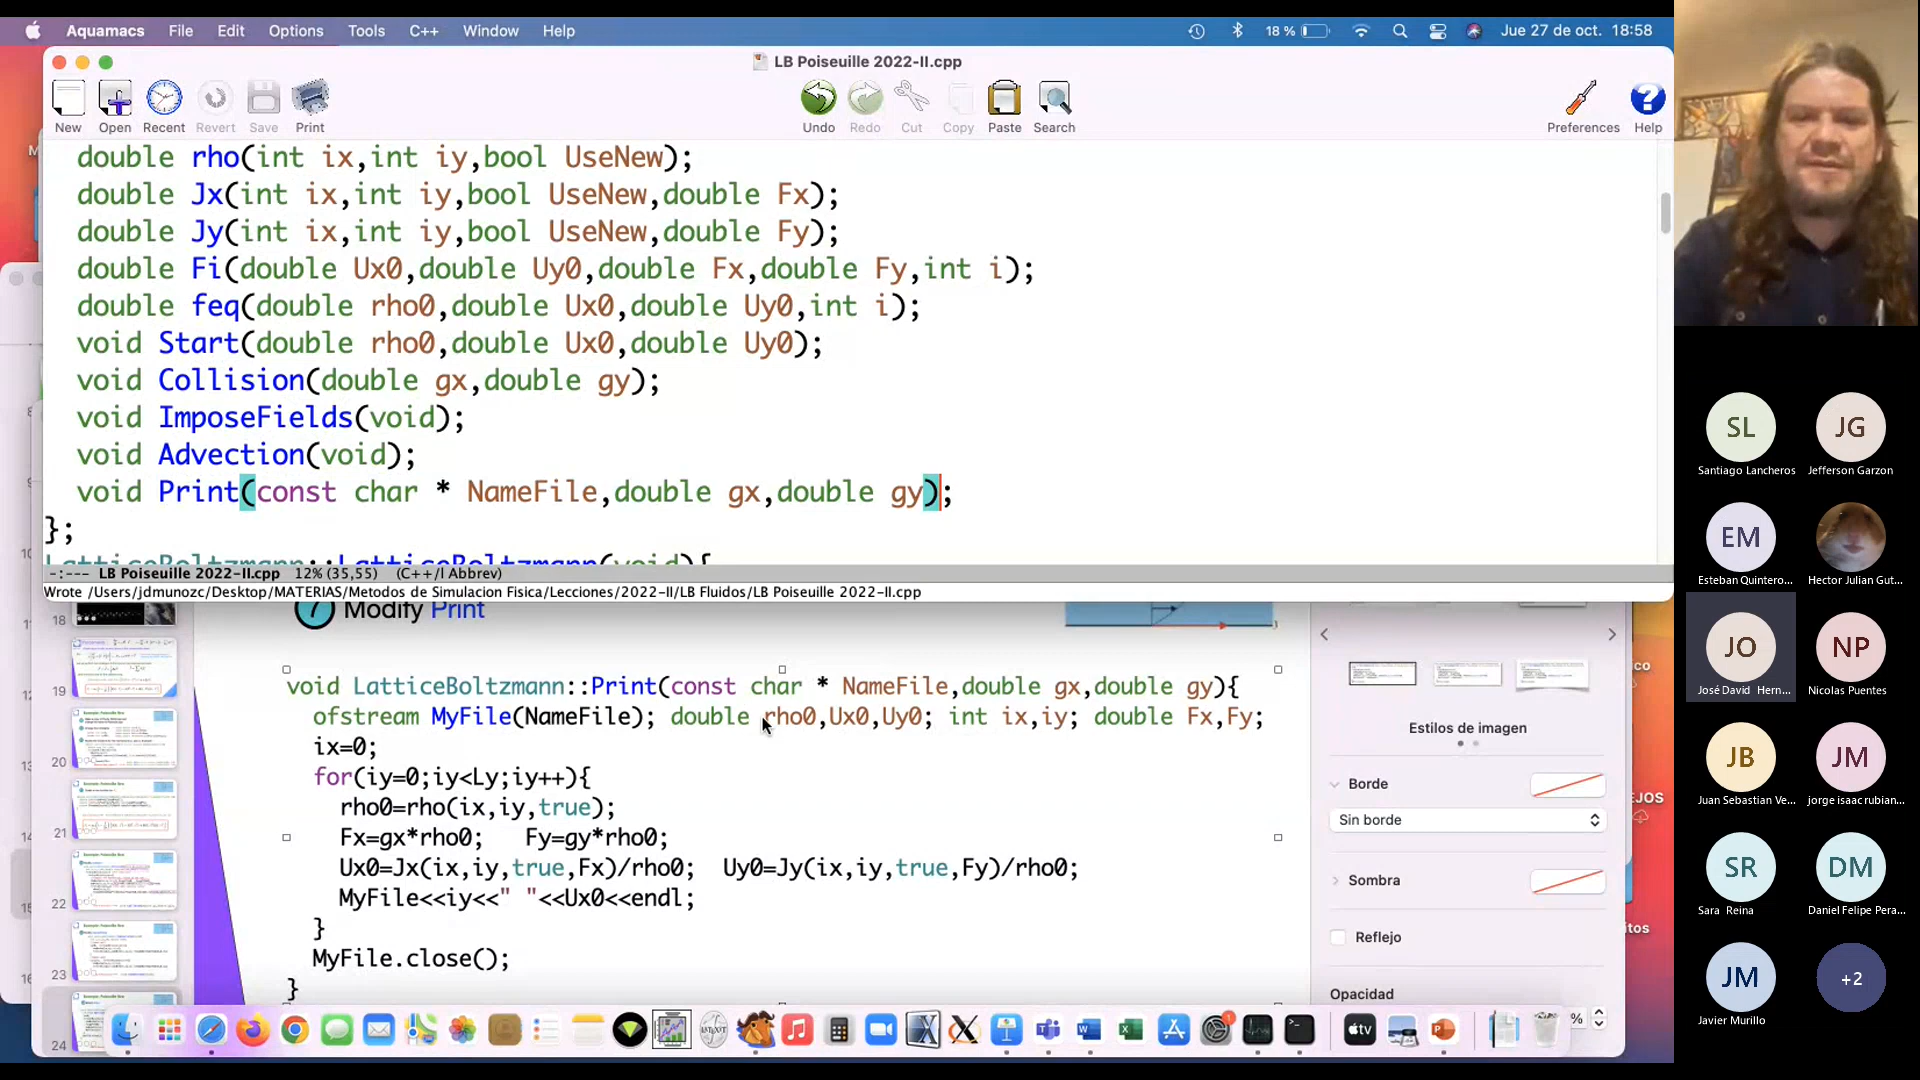 Aquamacs File Edit Options Tools C++ Window Help
18 % Jue 27 de oct. 18:58
LB Poiseuille 2022-II.cpp
New Open Recent Revert Save Print Undo Redo Cut Copy Paste Search Preferences Help
double rho(int ix,int iy,bool UseNew);
double Jx(int ix,int iy,bool UseNew,double Fx);
double Jy(int ix,int iy,bool UseNew,double Fy);
double Fi(double Ux0,double Uy0,double Fx,double Fy,int i);
double feq(double rho0,double Ux0,double Uy0,int i);
void Start(double rho0,double Ux0,double Uy0);
void Collision(double gx,double gy);
void ImposeFields(void);
void Advection(void);
void Print(const char * NameFile,double gx,double gy);
};
LatticeBoltzmann::LatticeBoltzmann(void){
-:--- LB Poiseuille 2022-II.cpp 12% (35,55) (C++/l Abbrev)
Wrote /Users/jdmunozc/Desktop/MATERIAS/Metodos de Simulacion Fisica/Lecciones/2022-II/LB Fluidos/LB Poiseuille 2022-II.cpp
7 Modify Print
void LatticeBoltzmann::Print(const char * NameFile,double gx,double gy){
ofstream MyFile(NameFile); double rho0,Ux0,Uy0; int ix,iy; double Fx,Fy;
ix=0;
for(iy=0;iy<Ly;iy++){
rho0=rho(ix,iy,true);
Fx=gx*rho0; Fy=gy*rho0;
Ux0=Jx(ix,iy,true,Fx)/rho0; Uy0=Jy(ix,iy,true,Fy)/rho0;
MyFile<<iy<<" "<<Ux0<<endl;
}
MyFile.close();
}
18
19
20
21
22
23
24
Estilos de imagen
Borde
Sin borde
Sombra
Reflejo
Opacidad
%
EJOS
itos
tv
SL JG
Santiago Lancheros Jefferson Garzon
EM
Esteban Quintero... Hector Julian Gut...
JO NP
José David Hern... Nicolas Puentes
JB JM
Juan Sebastian Ve... jorge isaac rubian...
SR DM
Sara Reina Daniel Felipe Pera...
JM +2
Javier Murillo